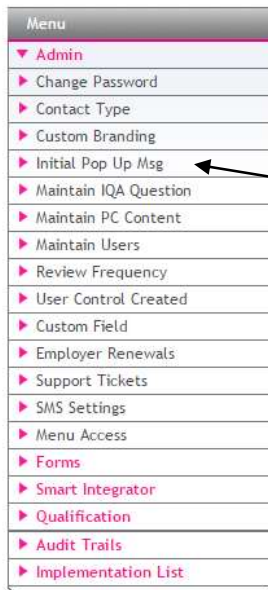 Menu
Admin
Change Password
Contact Type
Custom Branding
Initial Pop Up Msg
Maintain IQA Question
Maintain PC Content
Maintain Users
Review Frequency
User Control Created
Custom Field
Employer Renewals
Support Tickets
SMS Settings
Menu Access
Forms
Smart Integrator
Qualification
Audit Trails
Implementation List